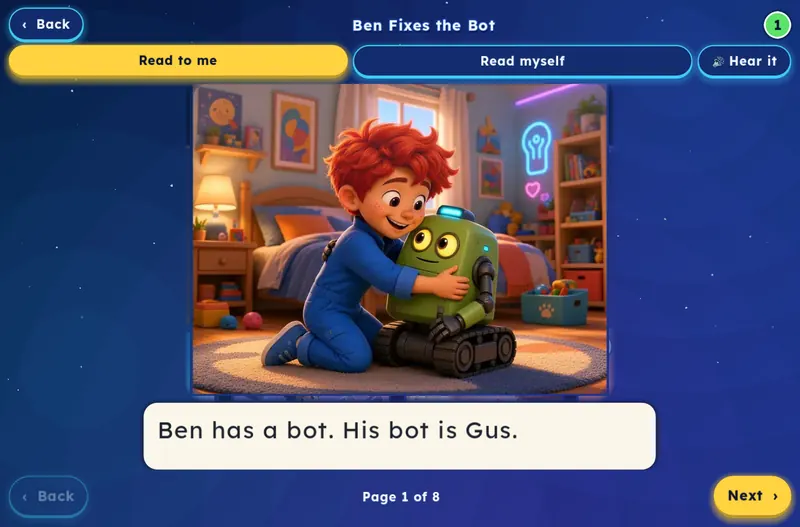 ‹ Back
Ben Fixes the Bot
1
Read to me
Read myself
Hear it
Ben has a bot. His bot is Gus.
‹ Back
Page 1 of 8
Next ›